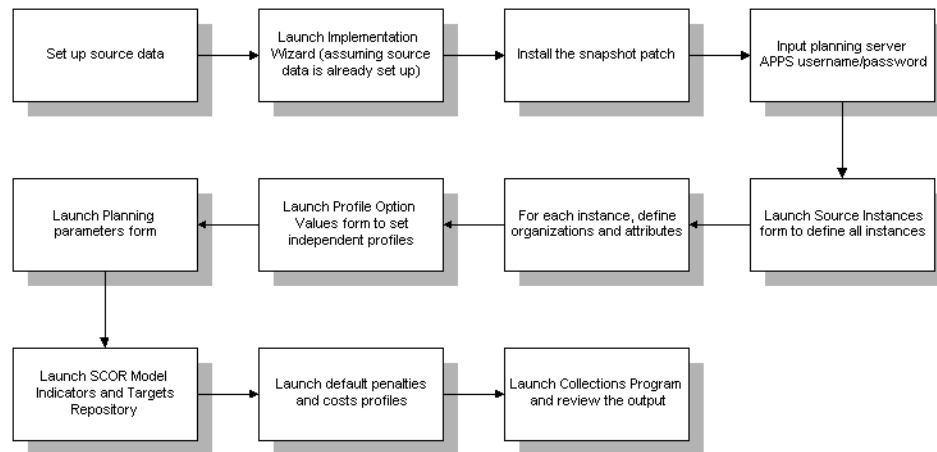 Set up source data
Launch Implementation
Wizard (assuming source
data is already set up)
Install the snapshot patch
Input planning server
APPS username/password
Launch Planning
parameters form
Launch Profile Option
Values form to set
independent profiles
For each instance, define
organizations and attributes
Launch Source Instances
form to define all instances
Launch SCOR Model
Indicators and Targets
Repository
Launch default penalties
and costs profiles
Launch Collections Program
and review the output